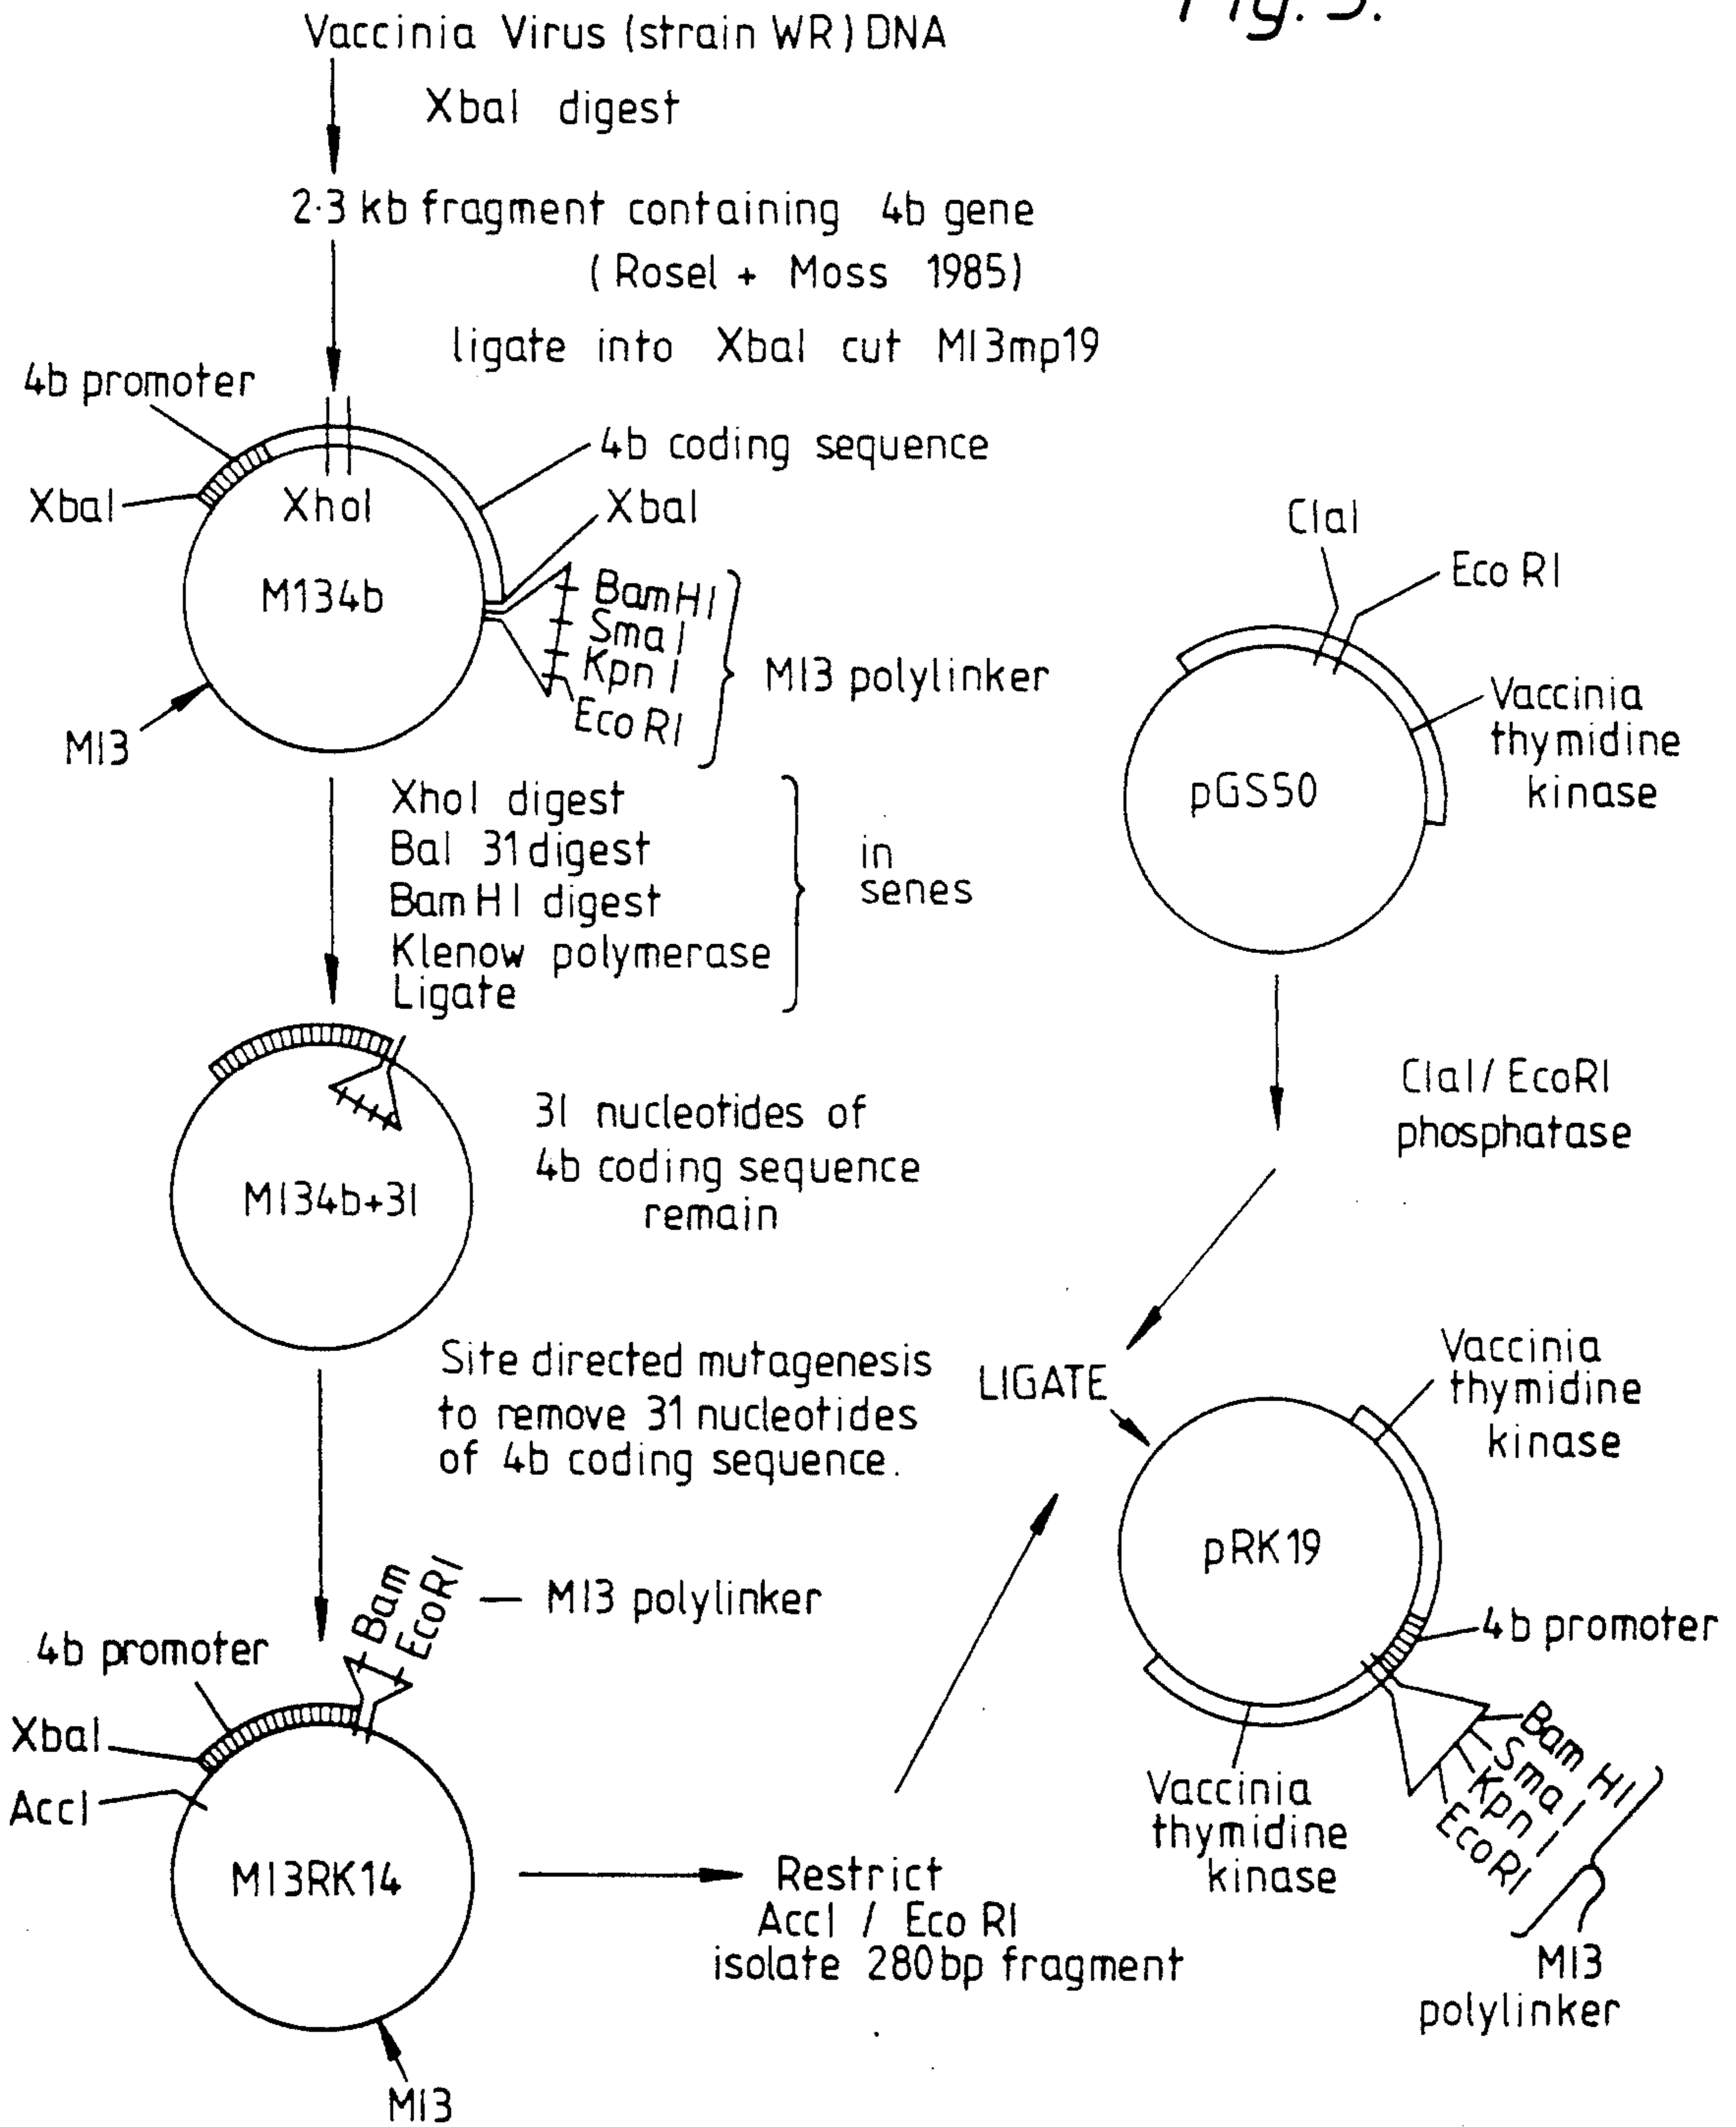 Fig. 3.
Vaccinia Virus (strain WR) DNA
XbaI digest
2·3 kb fragment containing 4b gene
(Rosel + Moss 1985)
ligate into XbaI cut M13mp19
4b promoter
4b coding sequence
XbaI
XhoI
XbaI
M134b
BamHI
SmaI
KpnI
EcoRI
M13 polylinker
M13
XhoI digest
Bal 31 digest
BamHI digest
Klenow polymerase
Ligate
in
senes
M134b+31
31 nucleotides of
4b coding sequence
remain
Site directed mutagenesis
to remove 31 nucleotides
of 4b coding sequence.
Bam
EcoRI
M13 polylinker
4b promoter
XbaI
AccI
M13RK14
M13
Restrict
AccI / EcoRI
isolate 280bp fragment
ClaI
EcoRI
Vaccinia
thymidine
kinase
pGS50
ClaI/EcoRI
phosphatase
LIGATE
Vaccinia
thymidine
kinase
pRK19
4b promoter
BamHI
SmaI
KpnI
EcoRI
M13
polylinker
Vaccinia
thymidine
kinase